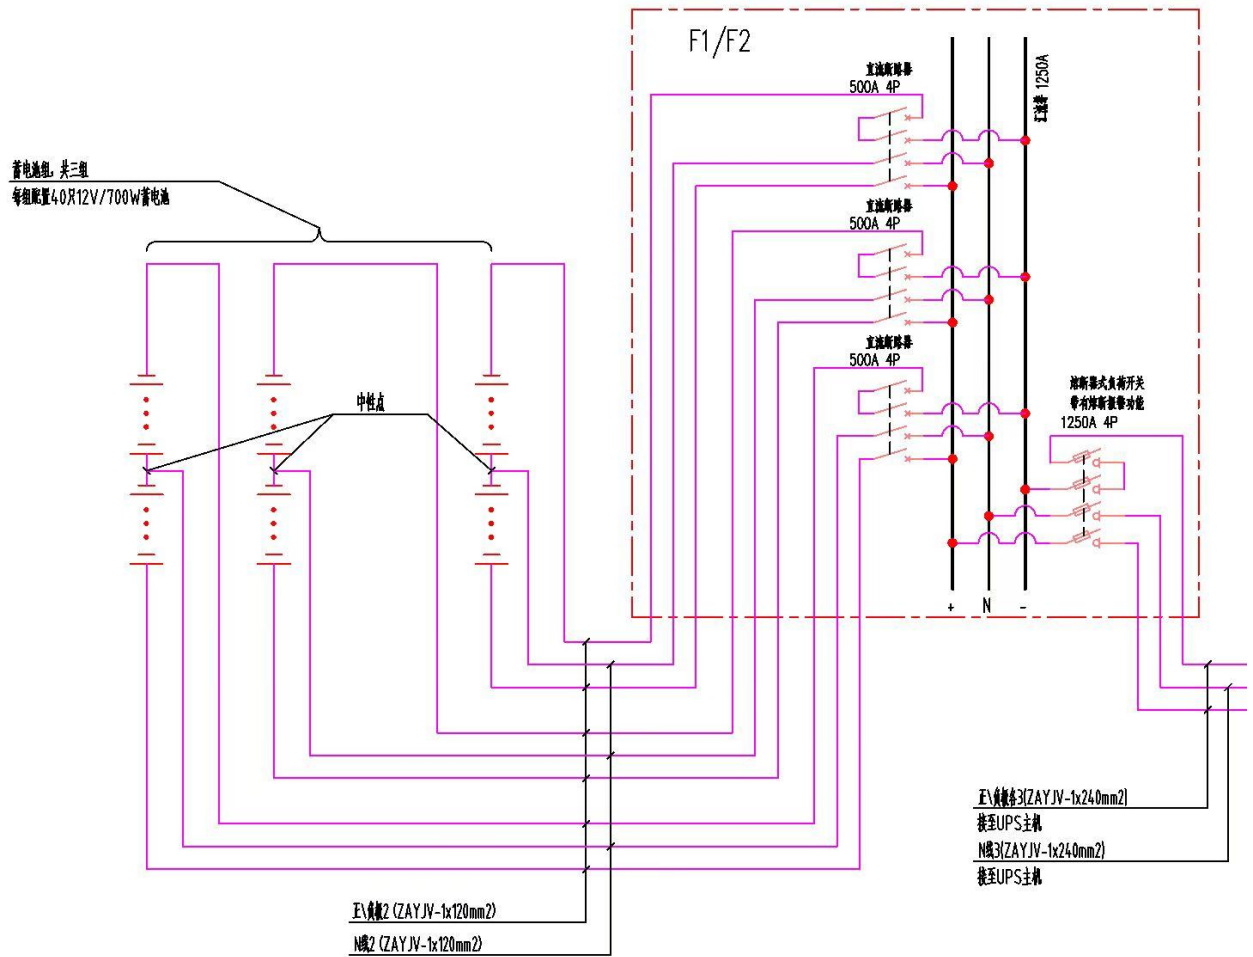 F1/F2
直流断路器
500A 4P
汇流排 1250A
蓄电池组，共三组
每组配置40只12V/700W蓄电池
直流断路器
500A 4P
直流断路器
500A 4P
中性点
熔断器式负荷开关
带有熔断报警功能
1250A 4P
+ N -
正\负极各3(ZAYJV-1x240mm2)
接至UPS主机
N线3(ZAYJV-1x240mm2)
接至UPS主机
正\负极2(ZAYJV-1x120mm2)
N线2(ZAYJV-1x120mm2)